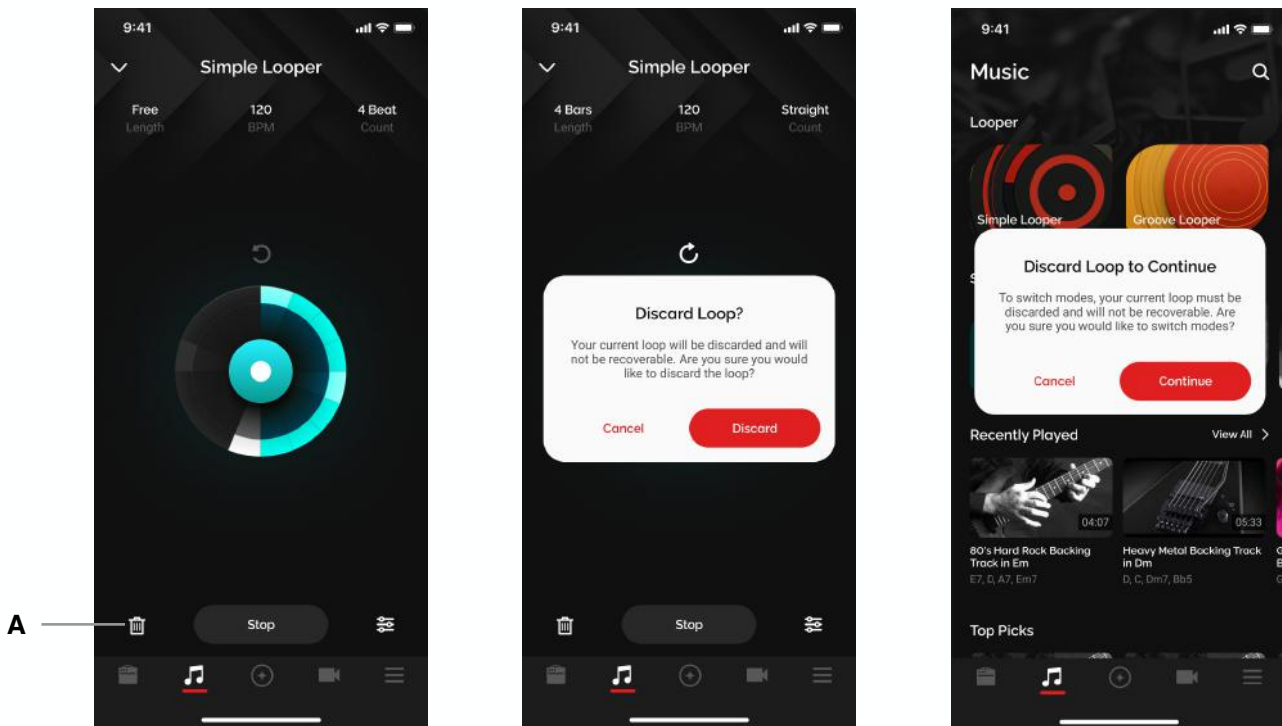 9:41
Simple Looper
Free
Length
120
BPM
4 Beat
Count
A
Stop
9:41
Simple Looper
4 Bars
Length
120
BPM
Straight
Count
Discard Loop?
Your current loop will be discarded and will
not be recoverable. Are you sure you would
like to discard the loop?
Cancel
Discard
Stop
9:41
Music
Looper
Simple Looper
Groove Looper
S
Discard Loop to Continue
To switch modes, your current loop must be
discarded and will not be recoverable. Are
you sure you would like to switch modes?
Cancel
Continue
Recently Played
View All
04:07
05:33
80's Hard Rock Backing
Track in Em
E7, D, A7, Em7
Heavy Metal Backing Track
in Dm
D, C, Dm7, Bb5
Top Picks